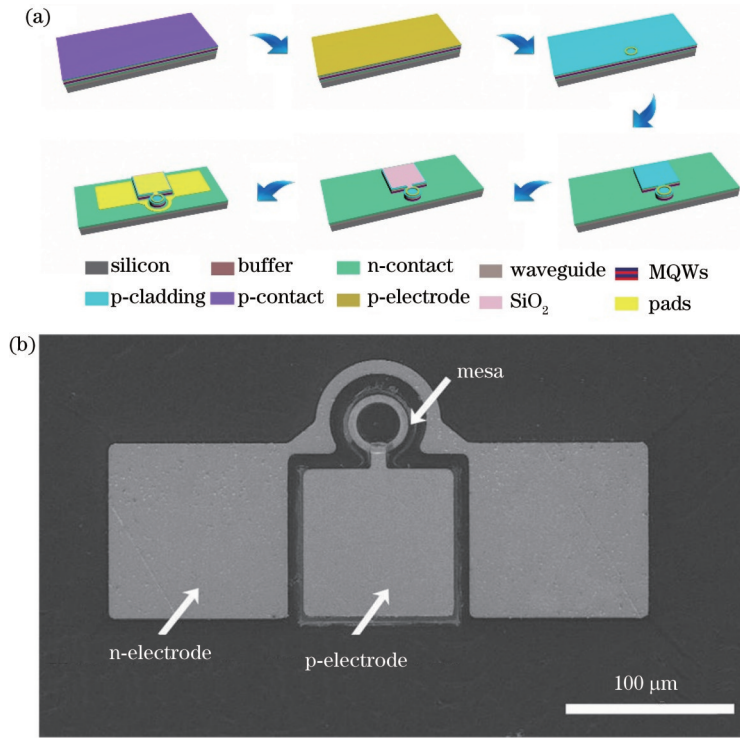 (a)
silicon buffer n-contact waveguide MQWs
p-cladding p-contact p-electrode SiO₂ pads
(b)
mesa
n-electrode
p-electrode
100 μm